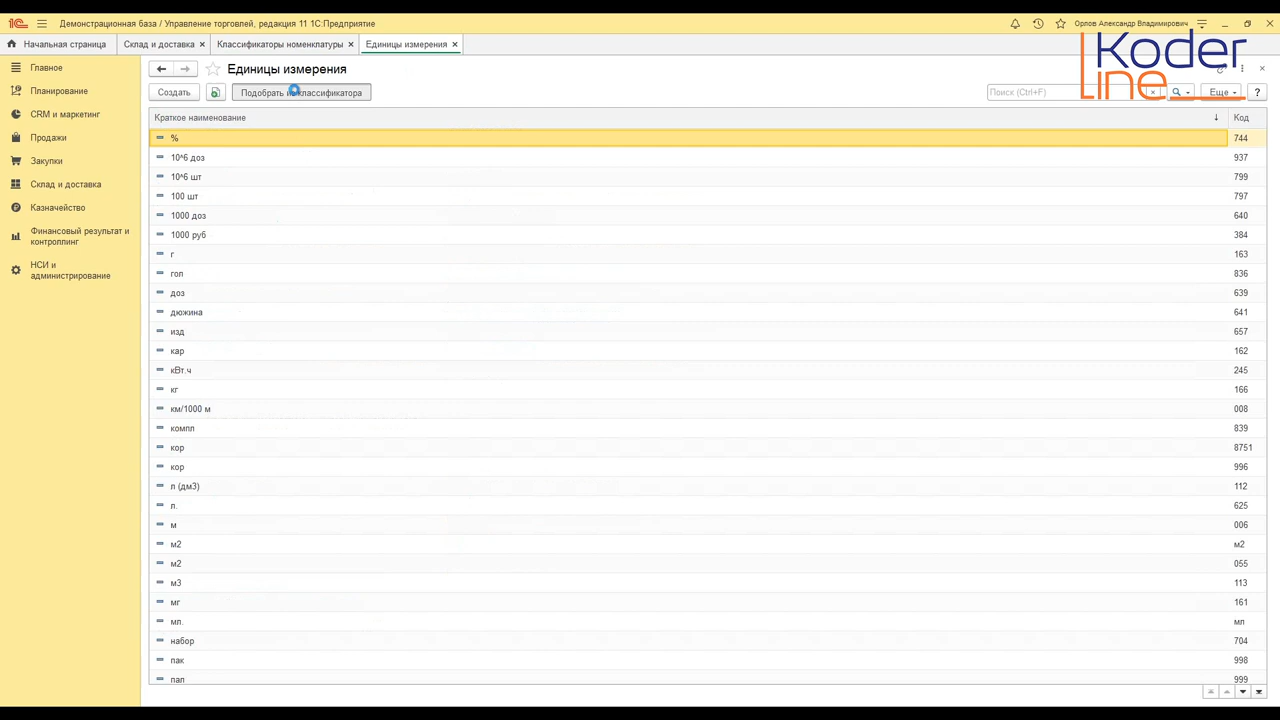 Демонстрационная база / Управление торговлей, редакция 11 1С:Предприятие
Орлов Александр Владимирович
Начальная страница
Склад и доставка
Классификаторы номенклатуры
Единицы измерения
Koder
line
Главное
Планирование
CRM и маркетинг
Продажи
Закупки
Склад и доставка
Казначейство
Финансовый результат и
контроллинг
НСИ и
администрирование
Единицы измерения
Создать
Подобрать из классификатора
Поиск (Ctrl+F)
Еще
?
Краткое наименование ↓ Код
% 744
10^6 доз 937
10^6 шт 799
100 шт 797
1000 доз 640
1000 руб 384
г 163
гол 836
доз 639
дюжина 641
изд 657
кар 162
кВт.ч 245
кг 166
км/1000 м 008
компл 839
кор 8751
кор 996
л (дм3) 112
л. 625
м 006
м2 м2
м2 055
м3 113
мг 161
мл. мл
набор 704
пак 998
пал 999